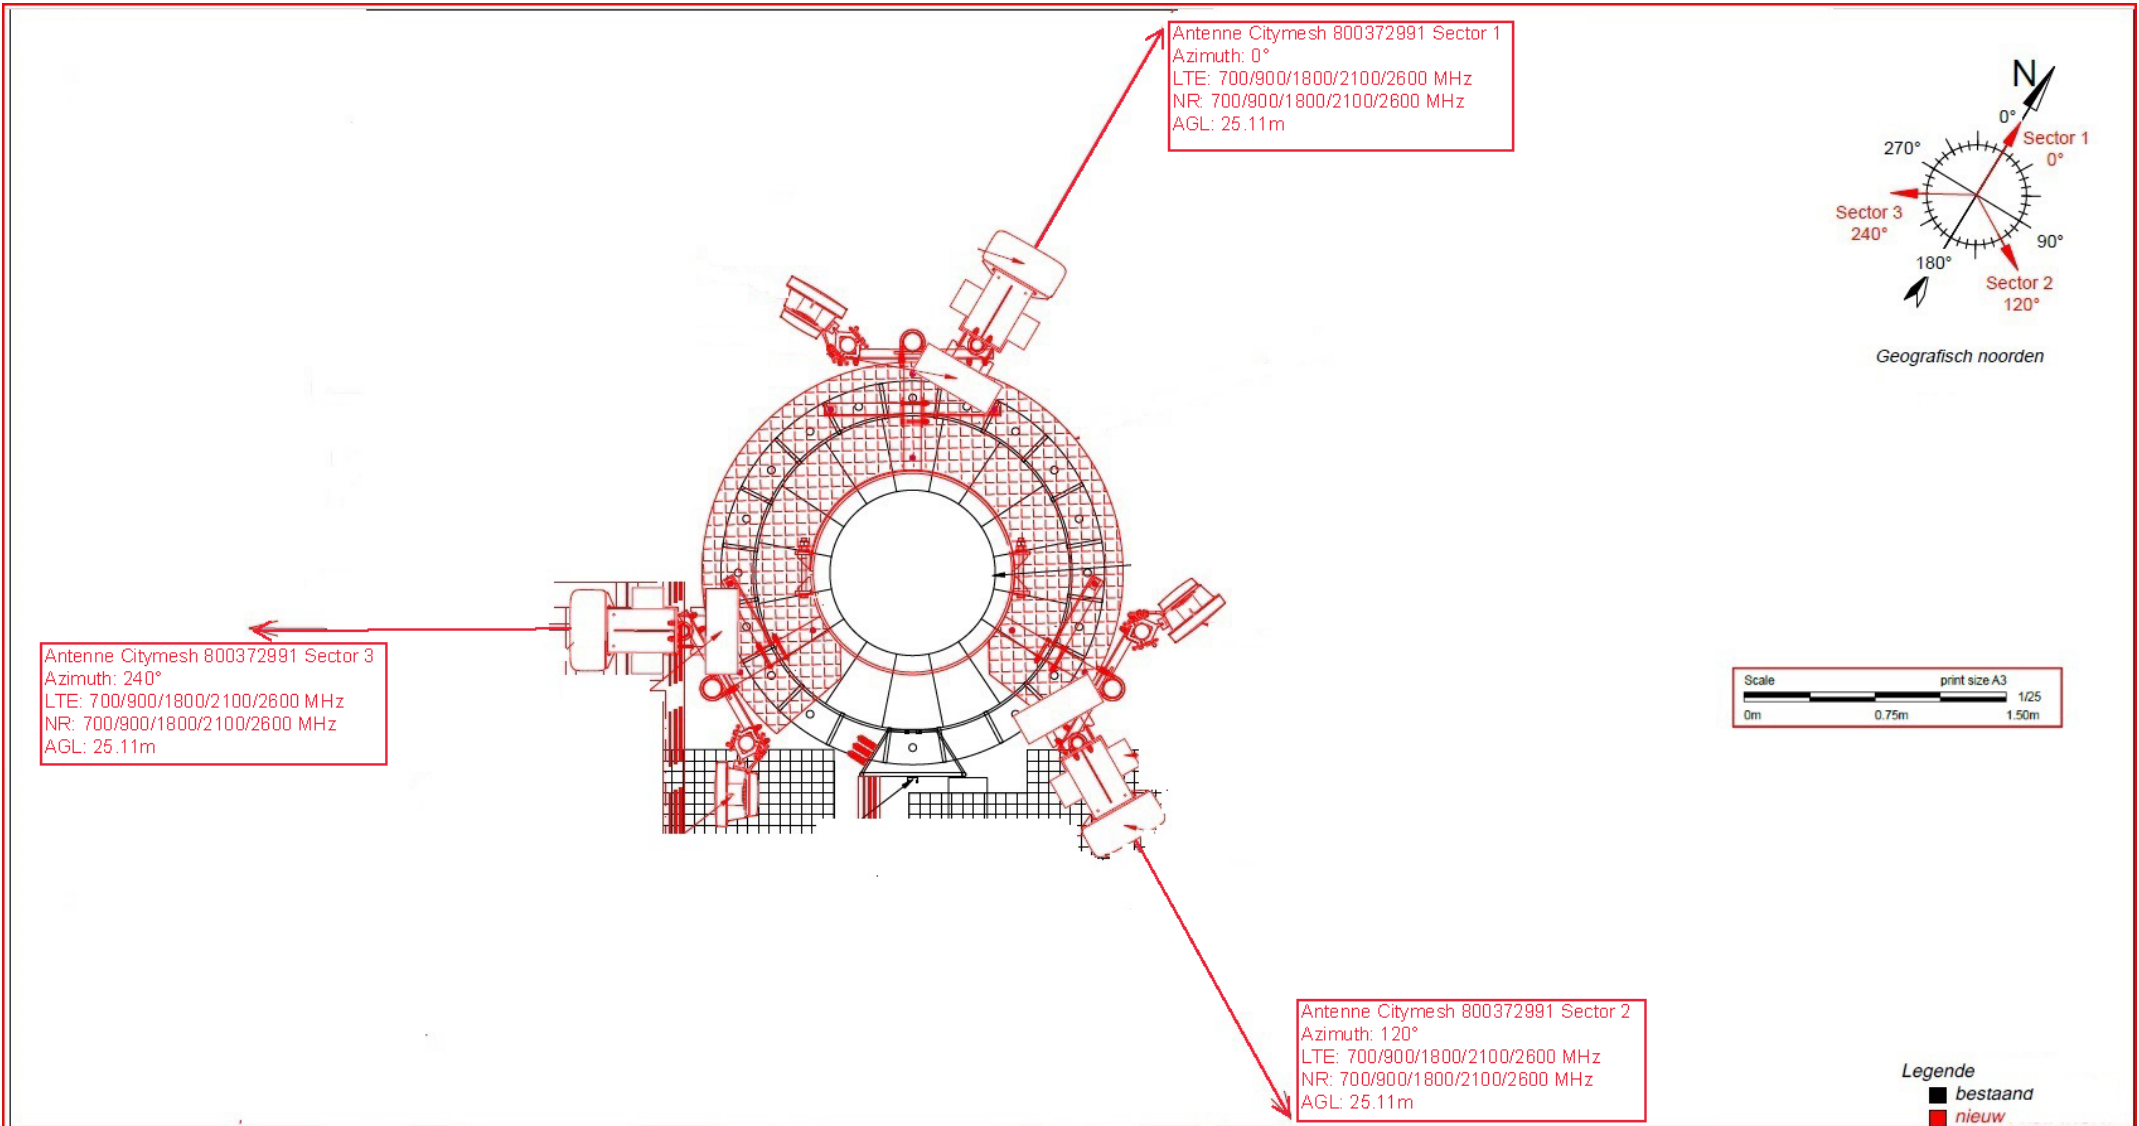 Antenne Citymesh 800372991 Sector 1
Azimuth: 0°
LTE: 700/900/1800/2100/2600 MHz
NR: 700/900/1800/2100/2600 MHz
AGL: 25.11m
N
0°
Sector 1
0°
270°
Sector 3
240°
90°
180°
Sector 2
120°
Geografisch noorden
Antenne Citymesh 800372991 Sector 3
Azimuth: 240°
LTE: 700/900/1800/2100/2600 MHz
NR: 700/900/1800/2100/2600 MHz
AGL: 25.11m
Scale print size A3
1/25
0m 0.75m 1.50m
Antenne Citymesh 800372991 Sector 2
Azimuth: 120°
LTE: 700/900/1800/2100/2600 MHz
NR: 700/900/1800/2100/2600 MHz
AGL: 25.11m
Legende
bestaand
nieuw